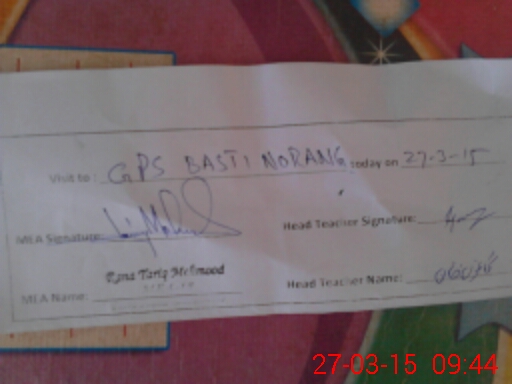 Visit to : GPS BASTI NORANG today on 27-3-15
MEA Signature:
Head Teacher Signature:
Rana Tariq Mehmood
MEA Name:
Head Teacher Name:
27-03-15 09:44